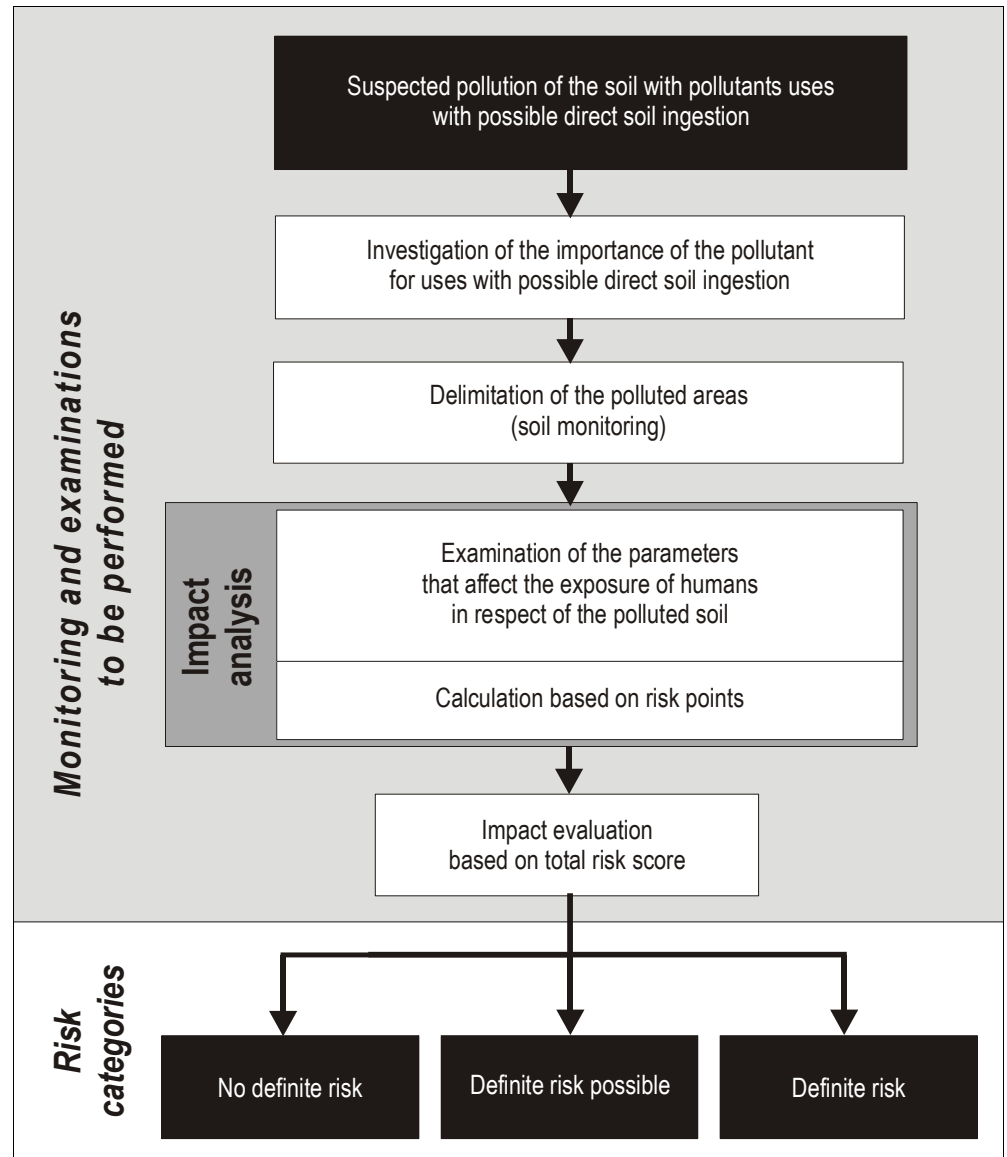 Suspected pollution of the soil with pollutants uses
with possible direct soil ingestion
Investigation of the importance of the pollutant
for uses with possible direct soil ingestion
Delimitation of the polluted areas
(soil monitoring)
Monitoring and examinations
to be performed
Impact
analysis
Examination of the parameters
that affect the exposure of humans
in respect of the polluted soil
Calculation based on risk points
Impact evaluation
based on total risk score
Risk
categories
No definite risk
Definite risk possible
Definite risk